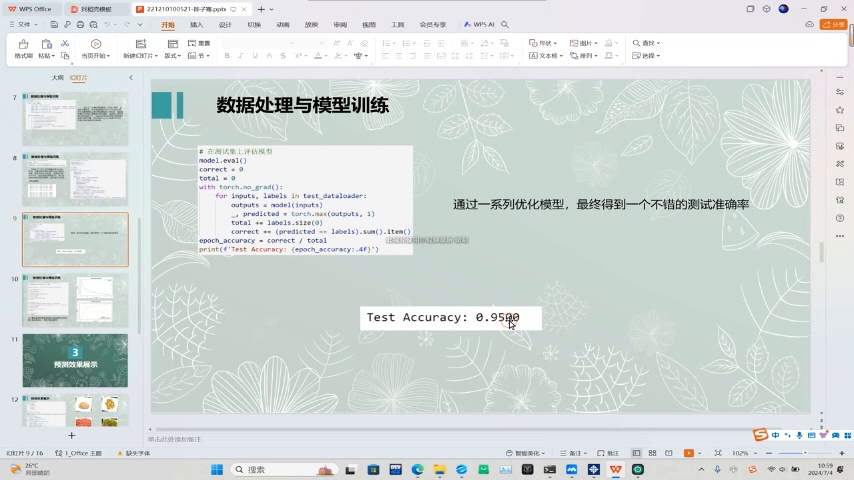 WPS Office
找稻壳模板
221210100521-孙子骞.pptx
文件
开始
插入
设计
切换
动画
放映
审阅
视图
工具
会员专享
WPS AI
分享
格式刷
粘贴
当页开始
新建幻灯片
版式
重置
节
形状
图片
文本框
排列
查找
选择
大纲
幻灯片
7
8
9
10
11
3
预测效果展示
12
数据处理与模型训练
# 在测试集上评估模型
model.eval()
correct = 0
total = 0
with torch.no_grad():
for inputs, labels in test_dataloader:
outputs = model(inputs)
_, predicted = torch.max(outputs, 1)
total += labels.size(0)
correct += (predicted == labels).sum().item()
epoch_accuracy = correct / total
print(f'Test Accuracy: {epoch_accuracy:.4f}')
通过一系列优化模型，最终得到一个不错的测试准确率
Test Accuracy: 0.9500
单击此处添加备注
幻灯片 9 / 16
1_Office 主题
缺失字体
智能美化
备注
批注
102%
中
26°C
局部晴朗
搜索
10:59
2024/7/4